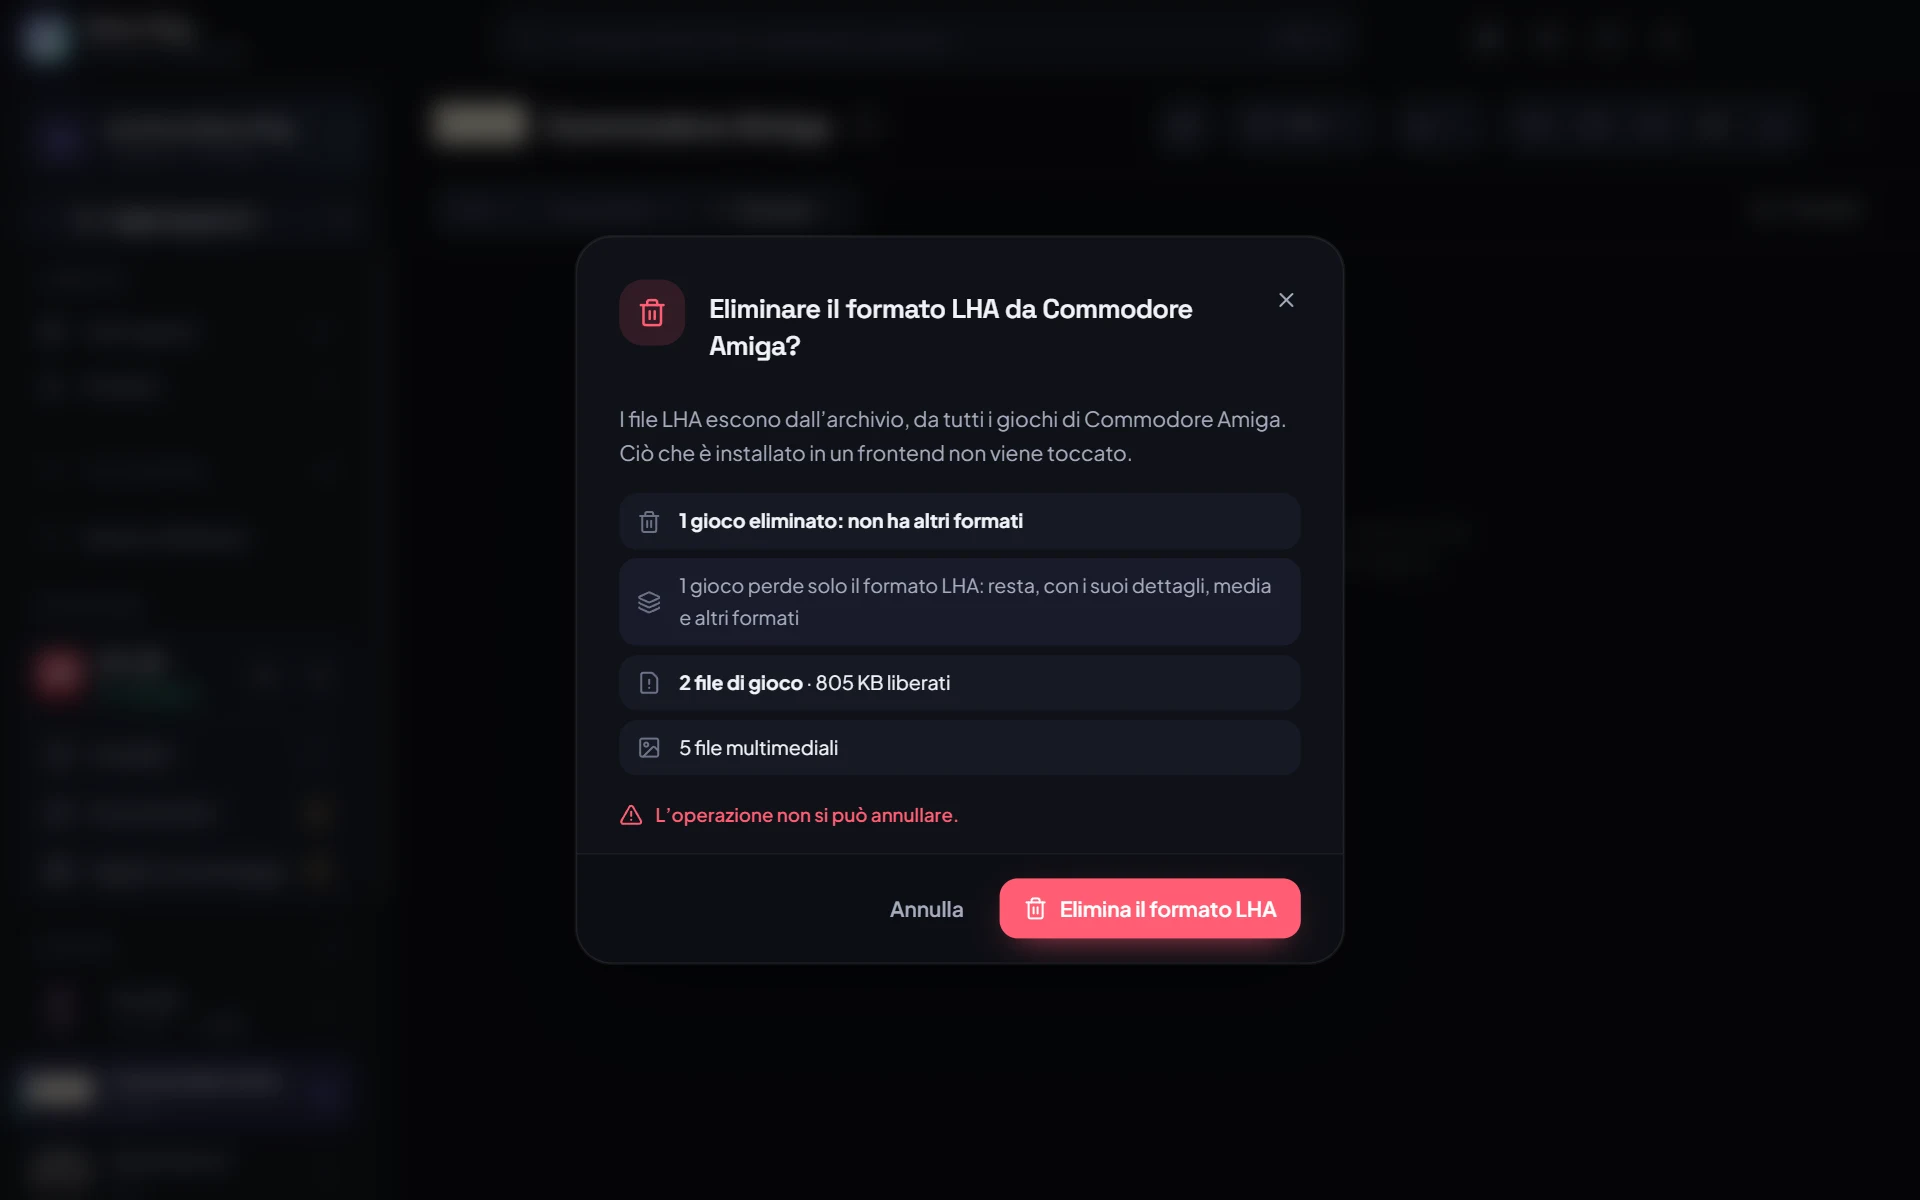 Eliminare il formato LHA da Commodore
Amiga?
I file LHA escono dall’archivio, da tutti i giochi di Commodore Amiga.
Ciò che è installato in un frontend non viene toccato.
1 gioco eliminato: non ha altri formati
1 gioco perde solo il formato LHA: resta, con i suoi dettagli, media
e altri formati
2 file di gioco · 805 KB liberati
5 file multimediali
L’operazione non si può annullare.
Annulla
Elimina il formato LHA